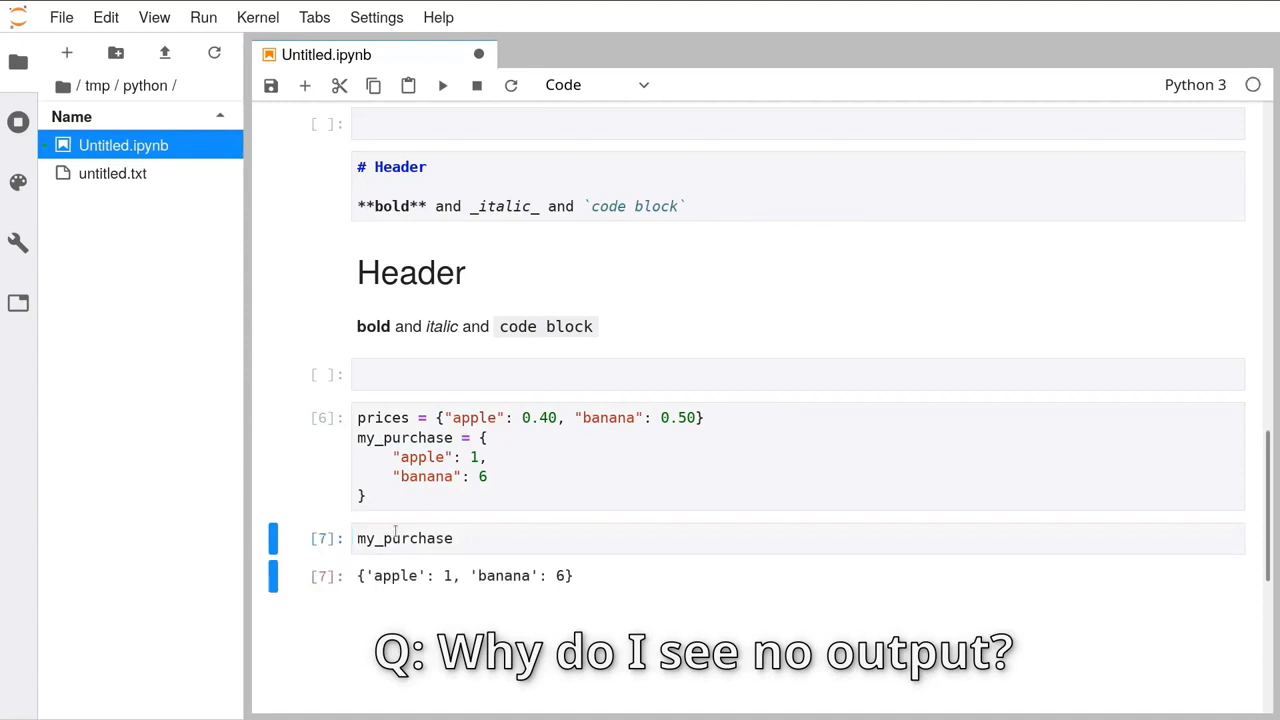 File Edit View Run Kernel Tabs Settings Help
/ tmp / python /
Name
Untitled.ipynb
untitled.txt
Untitled.ipynb
Code
Python 3
[ ]:
# Header
**bold** and _italic_ and `code block`
Header
bold and italic and code block
[ ]:
[6]: prices = {"apple": 0.40, "banana": 0.50}
my_purchase = {
"apple": 1,
"banana": 6
}
[7]: my_purchase
[7]: {'apple': 1, 'banana': 6}
Q: Why do I see no output?